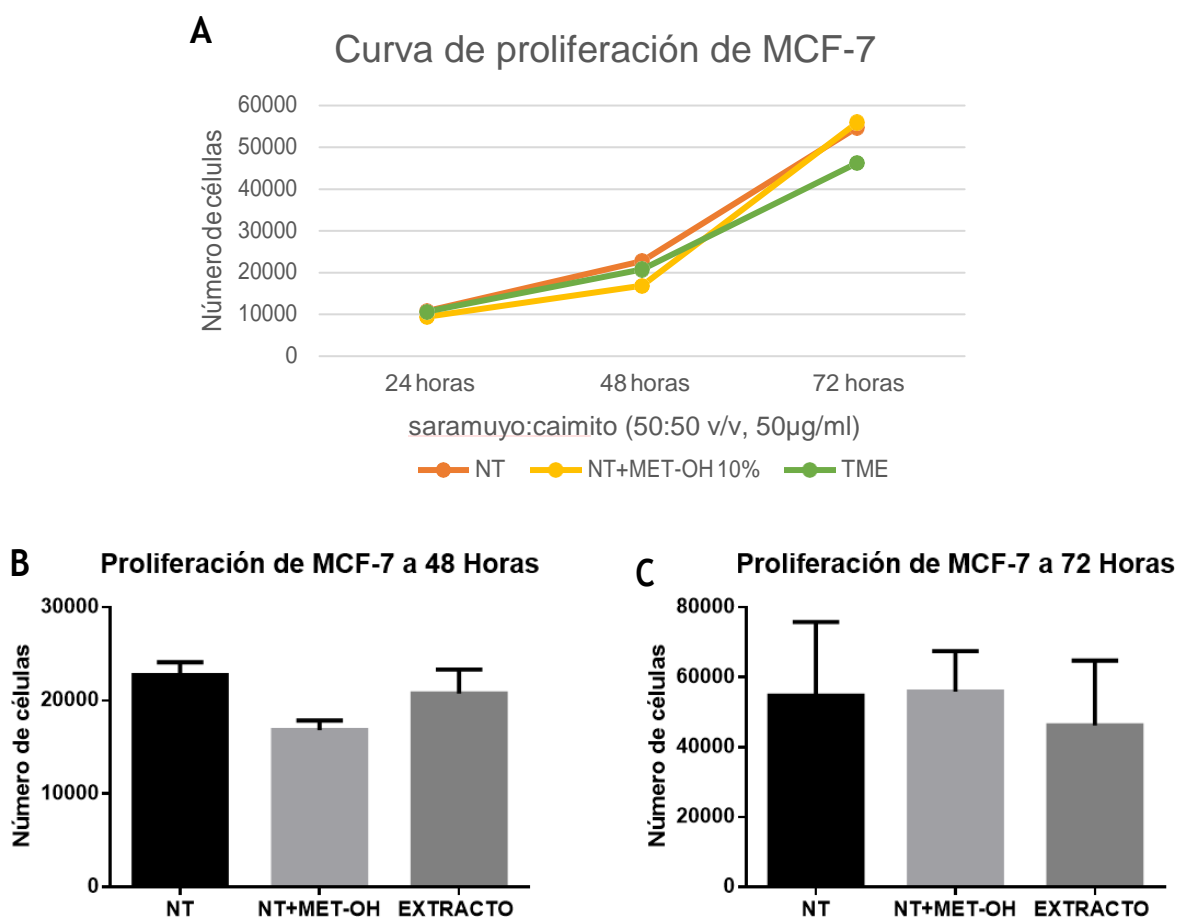 A
Curva de proliferación de MCF-7
Número de células
60000
50000
40000
30000
20000
10000
0
24 horas
48 horas
72 horas
saramuyo:caimito (50:50 v/v, 50µg/ml)
NT
NT+MET-OH 10%
TME
B
Proliferación de MCF-7 a 48 Horas
Número de células
30000
20000
10000
0
NT
NT+MET-OH
EXTRACTO
C
Proliferación de MCF-7 a 72 Horas
Número de células
80000
60000
40000
20000
0
NT
NT+MET-OH
EXTRACTO